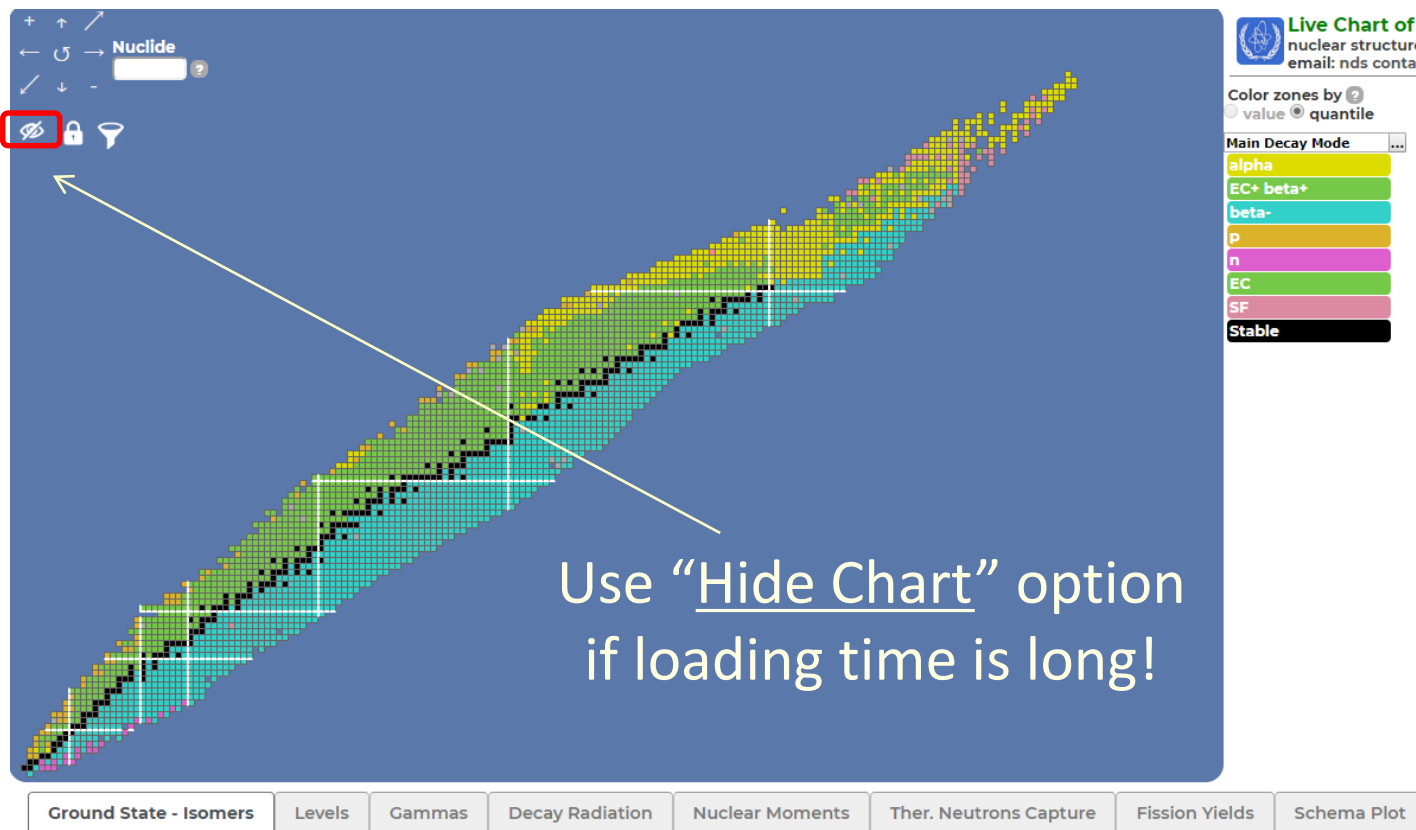 Nuclide
?
Live Chart of
nuclear structure
email: nds conta
Color zones by ?
value quantile
Main Decay Mode ...
alpha
EC+ beta+
beta-
p
n
EC
SF
Stable
Use “Hide Chart” option
if loading time is long!
Ground State - Isomers Levels Gammas Decay Radiation Nuclear Moments Ther. Neutrons Capture Fission Yields Schema Plot